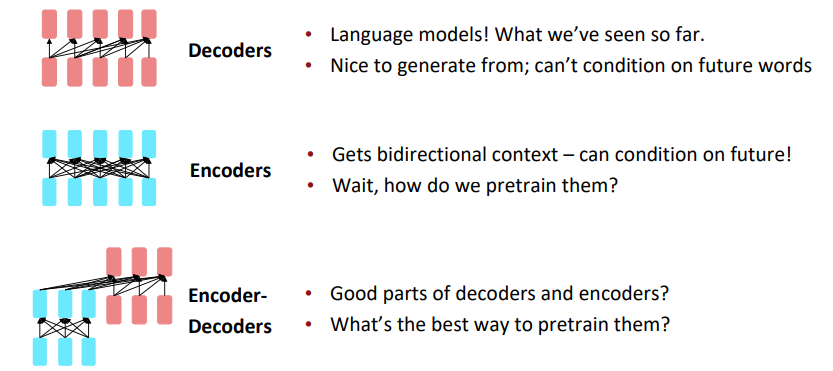 Decoders
• Language models! What we’ve seen so far.
• Nice to generate from; can’t condition on future words
Encoders
• Gets bidirectional context – can condition on future!
• Wait, how do we pretrain them?
Encoder-
Decoders
• Good parts of decoders and encoders?
• What’s the best way to pretrain them?